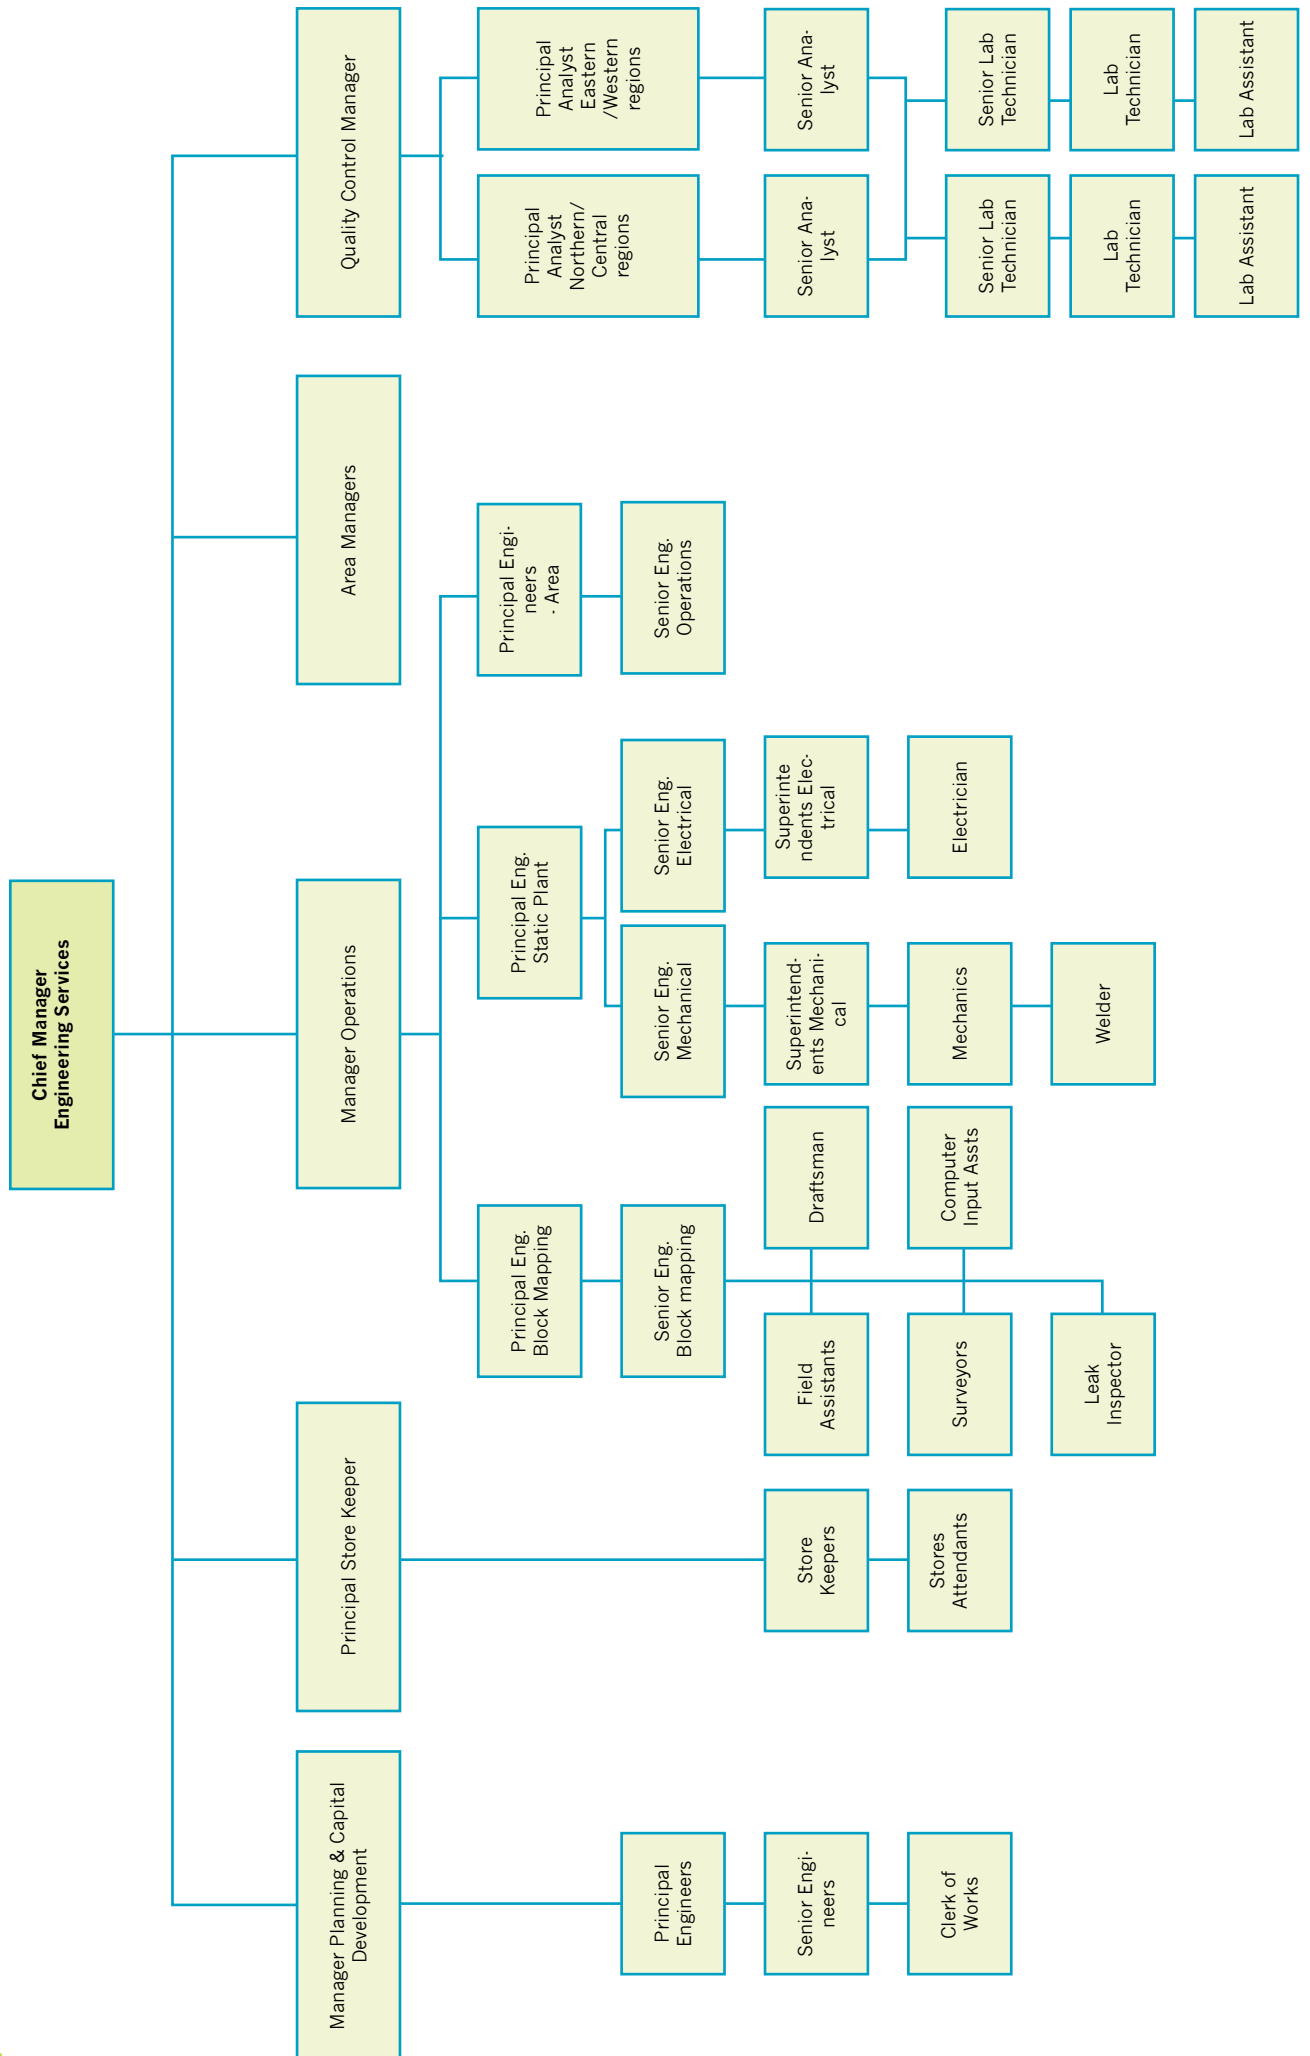 Chief Manager
Engineering Services
Manager Planning & Capital
Development
Principal Store Keeper
Manager Operations
Area Managers
Quality Control Manager
Principal Eng.
Block Mapping
Principal Eng.
Static Plant
Principal Engi-
neers
- Area
Principal
Analyst
Northern/
Central
regions
Principal
Analyst
Eastern
/Western
regions
Principal
Engineers
Senior Eng.
Block mapping
Senior Eng.
Mechanical
Senior Eng.
Electrical
Senior Eng.
Operations
Senior Engi-
neers
Store
Keepers
Field
Assistants
Draftsman
Superintend-
ents Mechani-
cal
Superinte
ndents Elec-
trical
Senior Ana-
lyst
Senior Ana-
lyst
Clerk of
Works
Stores
Attendants
Surveyors
Computer
Input Assts
Mechanics
Electrician
Senior Lab
Technician
Senior Lab
Technician
Leak
Inspector
Welder
Lab
Technician
Lab
Technician
Lab Assistant
Lab Assistant